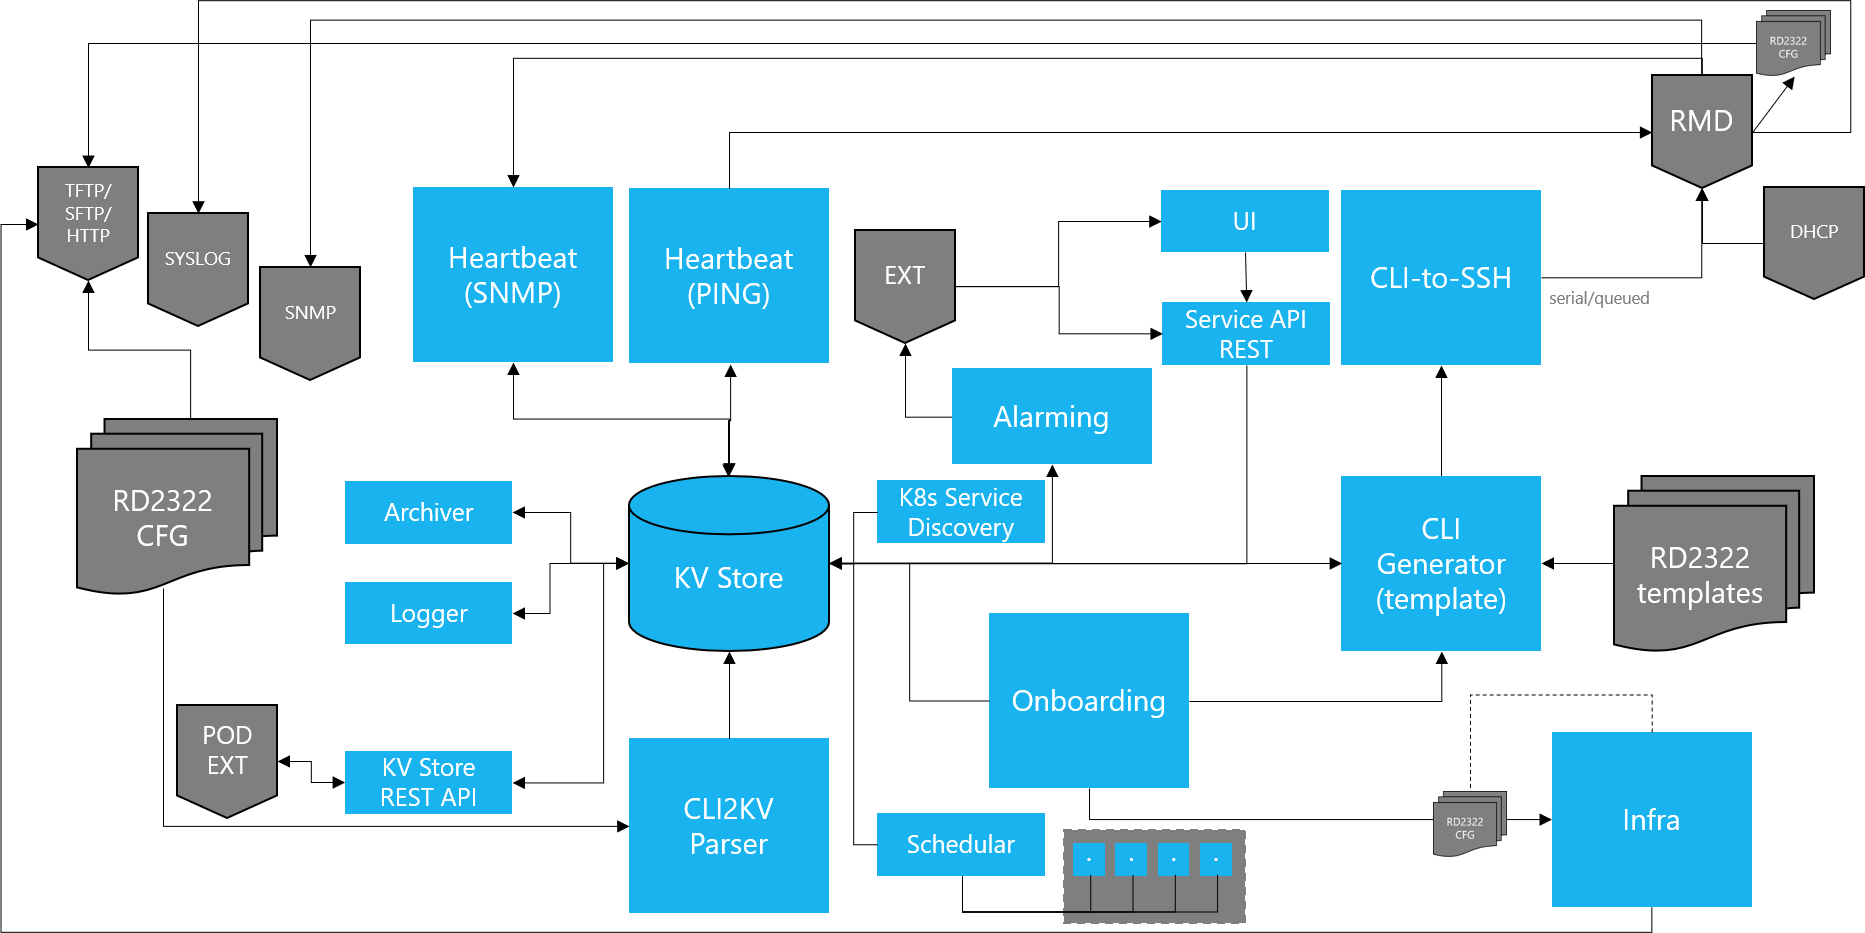 RD2322
CFG
RMD
TFTP/
SFTP/
HTTP
SYSLOG
SNMP
Heartbeat
(SNMP)
Heartbeat
(PING)
EXT
UI
Service API
REST
CLI-to-SSH
serial/queued
DHCP
Alarming
RD2322
CFG
Archiver
Logger
KV Store
K8s Service
Discovery
CLI
Generator
(template)
RD2322
templates
Onboarding
POD
EXT
KV Store
REST API
CLI2KV
Parser
Schedular
RD2322
CFG
Infra